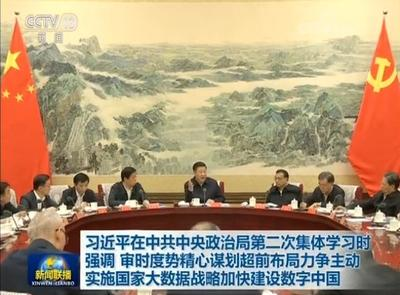 CCTV 13
新闻
习近平在中共中央政治局第二次集体学习时
强调 审时度势精心谋划超前布局力争主动
实施国家大数据战略加快建设数字中国
新闻联播
XINWEN LIANBO